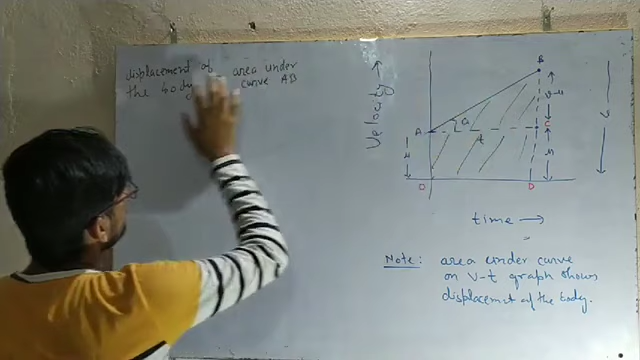 displacement of area under
the body curve AB
Velocity →
B
A
θ
t
C
v-u
u
u
O
D
time →
Note: area under curve
on v-t graph shows
displacement of the body.